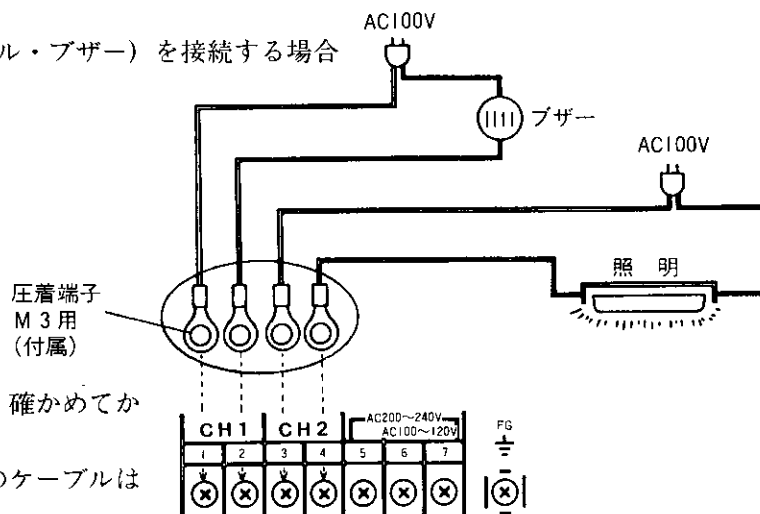 AC100V
ル・ブザー) を接続する場合
ブザー
AC100V
照 明
圧着端子
M3用
(付属)
確かめてか
CH1 CH2 AC200～240V
AC100～120V
FG
1 2 3 4 5 6 7
のケーブルは